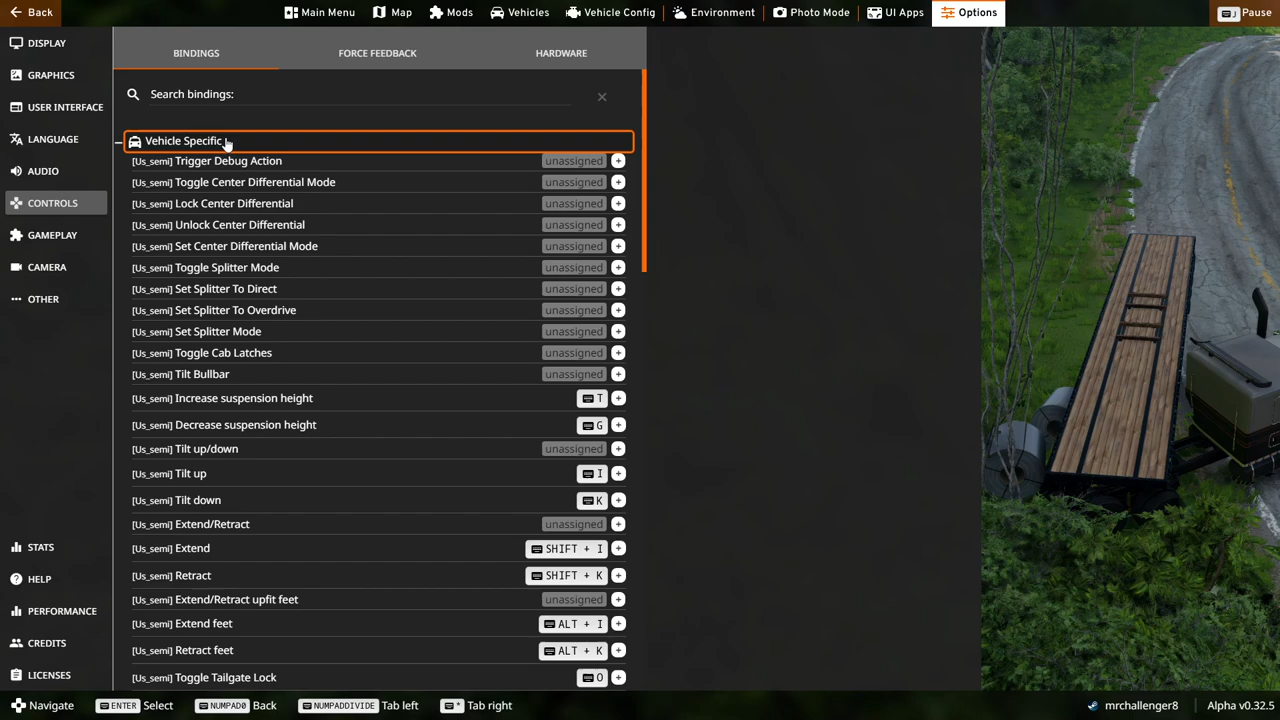 Back
Main Menu
Map
Mods
Vehicles
Vehicle Config
Environment
Photo Mode
UI Apps
Options
J Pause
DISPLAY
GRAPHICS
USER INTERFACE
LANGUAGE
AUDIO
CONTROLS
GAMEPLAY
CAMERA
OTHER
STATS
HELP
PERFORMANCE
CREDITS
LICENSES
BINDINGS
FORCE FEEDBACK
HARDWARE
Search bindings:
Vehicle Specific
[Us_semi] Trigger Debug Action unassigned +
[Us_semi] Toggle Center Differential Mode unassigned +
[Us_semi] Lock Center Differential unassigned +
[Us_semi] Unlock Center Differential unassigned +
[Us_semi] Set Center Differential Mode unassigned +
[Us_semi] Toggle Splitter Mode unassigned +
[Us_semi] Set Splitter To Direct unassigned +
[Us_semi] Set Splitter To Overdrive unassigned +
[Us_semi] Set Splitter Mode unassigned +
[Us_semi] Toggle Cab Latches unassigned +
[Us_semi] Tilt Bullbar unassigned +
[Us_semi] Increase suspension height T +
[Us_semi] Decrease suspension height G +
[Us_semi] Tilt up/down unassigned +
[Us_semi] Tilt up I +
[Us_semi] Tilt down K +
[Us_semi] Extend/Retract unassigned +
[Us_semi] Extend SHIFT + I +
[Us_semi] Retract SHIFT + K +
[Us_semi] Extend/Retract upfit feet unassigned +
[Us_semi] Extend feet ALT + I +
[Us_semi] Retract feet ALT + K +
[Us_semi] Toggle Tailgate Lock O +
Navigate
ENTER Select
NUMPAD0 Back
NUMPADDIVIDE Tab left
* Tab right
mrchallenger8
Alpha v0.32.5